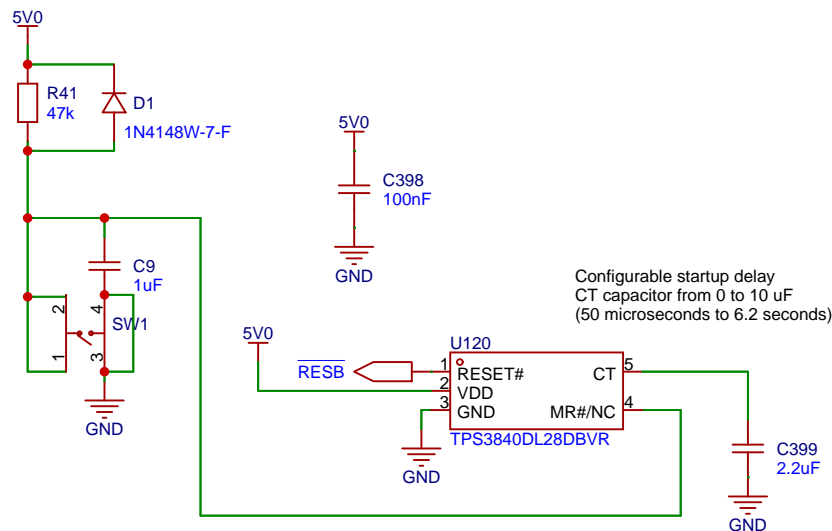 5V0
R41
47k
D1
1N4148W-7-F
5V0
C398
100nF
GND
C9
1uF
2
4
SW1
1
3
GND
Configurable startup delay
CT capacitor from 0 to 10 uF
(50 microseconds to 6.2 seconds)
5V0
U120
RESB
1
RESET#
CT
5
2
VDD
3
GND
MR#/NC
4
TPS3840DL28DBVR
GND
C399
2.2uF
GND